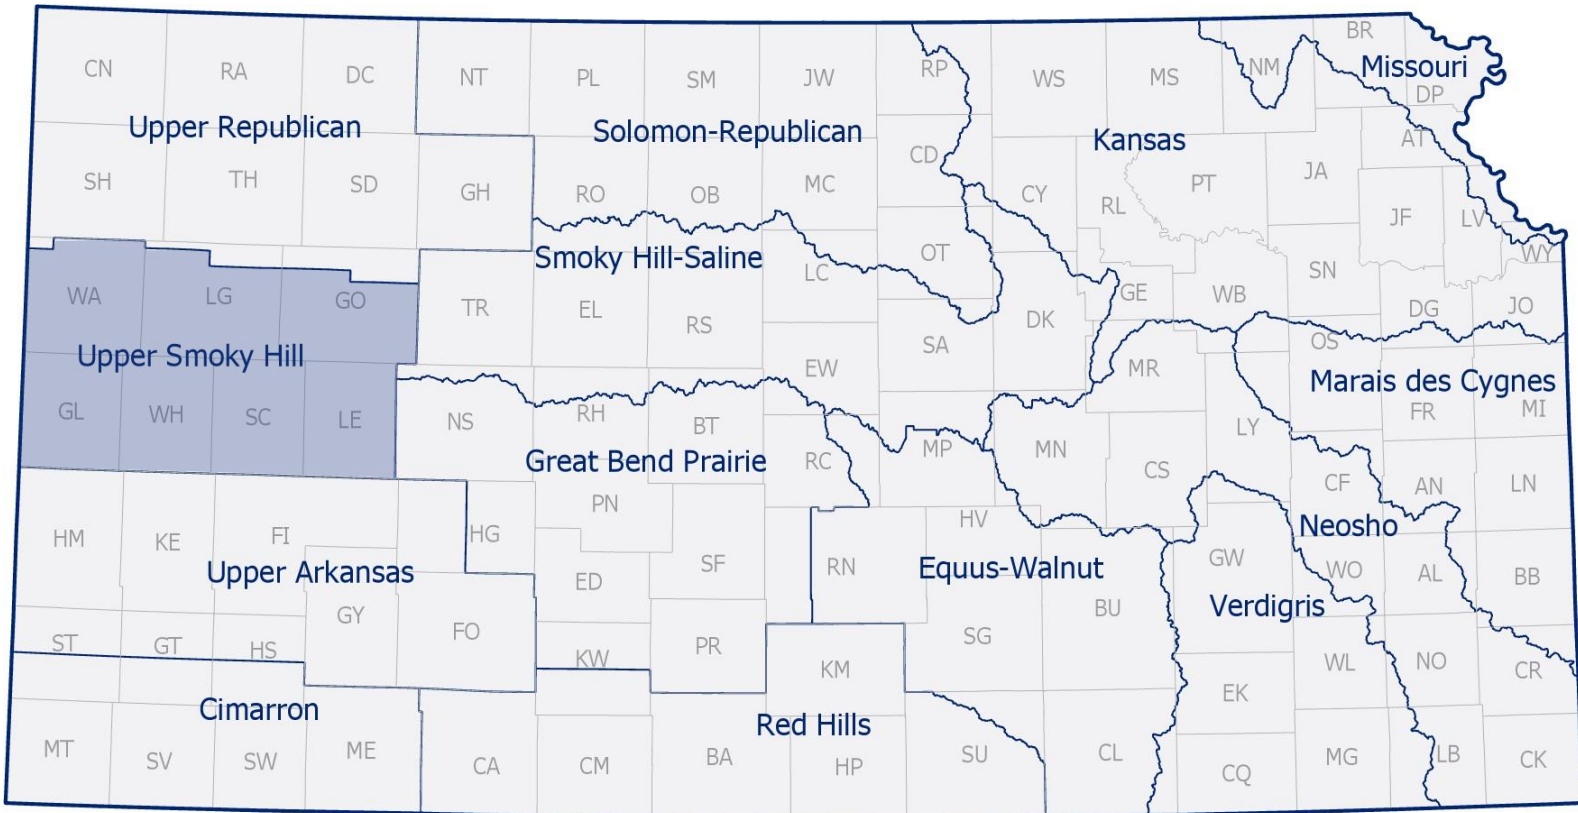 BR
CN RA DC NT PL SM JW RP WS MS NM Missouri
DP
Upper Republican Solomon-Republican Kansas AT
SH TH SD GH RO OB MC CD CY RL PT JA JF LV
Smoky Hill-Saline OT WY
WA LG GO TR EL RS LC SA DK GE WB SN DG JO
Upper Smoky Hill EW MR OS
Marais des Cygnes
GL WH SC LE NS RH BT RC MP MN CS LY FR MI
Great Bend Prairie
HM KE FI HG PN HV CF AN LN
Neosho
Upper Arkansas ED SF RN Equus-Walnut GW WO AL BB
Verdigris
ST GT HS GY FO KW PR KM SG BU WL NO CR
Cimarron Red Hills EK
MT SV SW ME CA CM BA HP SU CL CQ MG LB CK